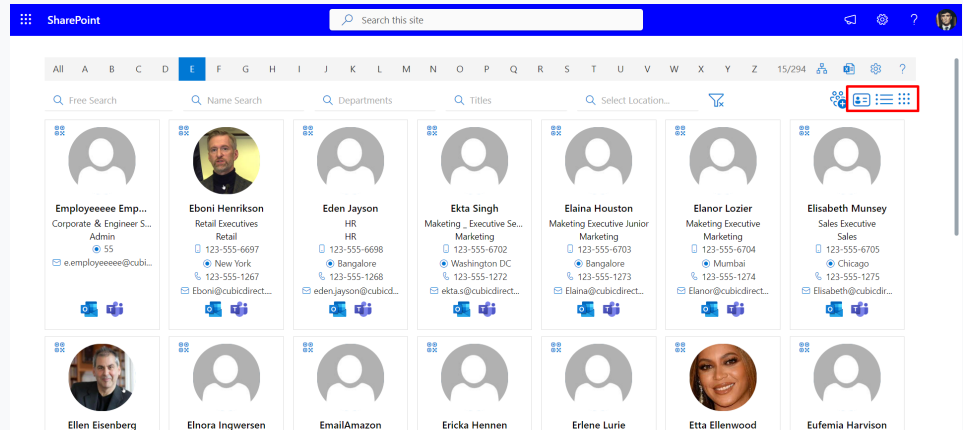 SharePoint
Search this site
?
All A B C D E F G H I J K L M N O P Q R S T U V W X Y Z 15/294 ?
Free Search Name Search Departments Titles Select Location...
Employeeeee Emp... Eboni Henrikson Eden Jayson Ekta Singh Elaina Houston Elanor Lozier Elisabeth Munsey
Corporate & Engineer S... Retail Executives HR Maketing _ Executive Se... Maketing Executive Junior Maketing Executive Sales Executive
Admin Retail HR Marketing Marketing Marketing Sales
55 123-555-6697 123-555-6698 123-555-6702 123-555-6703 123-555-6704 123-555-6705
e.employeeeee@cubi... New York Bangalore Washington DC Bangalore Mumbai Chicago
123-555-1267 123-555-1268 123-555-1272 123-555-1273 123-555-1274 123-555-1275
Eboni@cubicdirect... eden.jayson@cubicd... ekta.s@cubicdirect... Elaina@cubicdirect... Elanor@cubicdirect... Elisabeth@cubicdir...
Ellen Eisenberg Elnora Ingwersen EmailAmazon Ericka Hennen Erlene Lurie Etta Ellenwood Eufemia Harvison